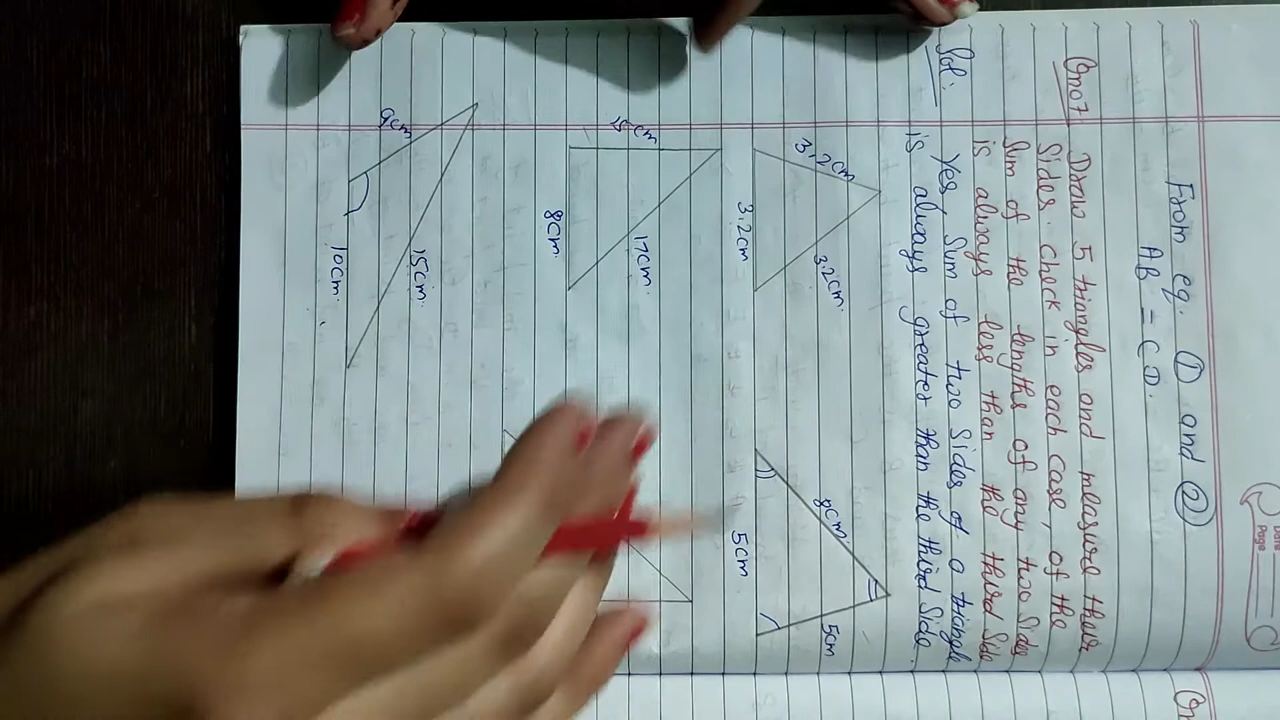 Date
Page
From eq. ① and ②
AB = CD.
Qno7 Draw 5 triangles and measure their
sides. check in each case, of the
sum of the lengths of any two sides
is always less than the third side
Sol: Yes, Sum of two sides of a triangle
is always greater than the third side.
3.2cm
3.2cm
3.2cm
8cm
5cm
5cm
15cm
17cm
8cm
9cm
15cm
10cm